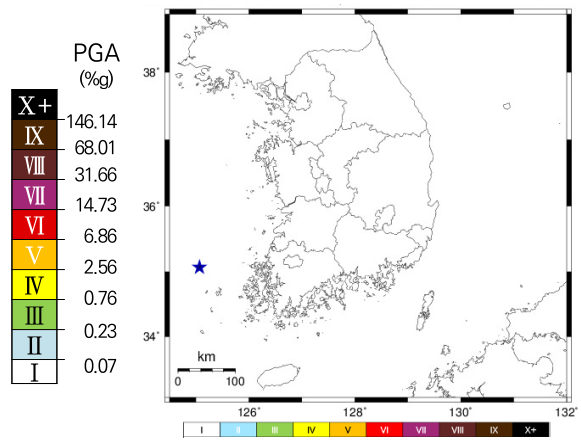 PGA
(%g)
X+
146.14
IX
68.01
VIII
31.66
VII
14.73
VI
6.86
V
2.56
IV
0.76
III
0.23
II
0.07
I
38°
36°
34°
km
0 100
126° 128° 130° 132°
I II III IV V VI VII VIII IX X+